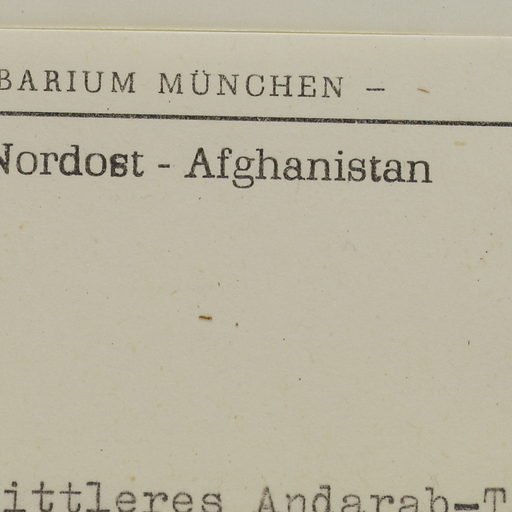 BARIUM MÜNCHEN –
Nordost - Afghanistan
ittleres Andarab-T